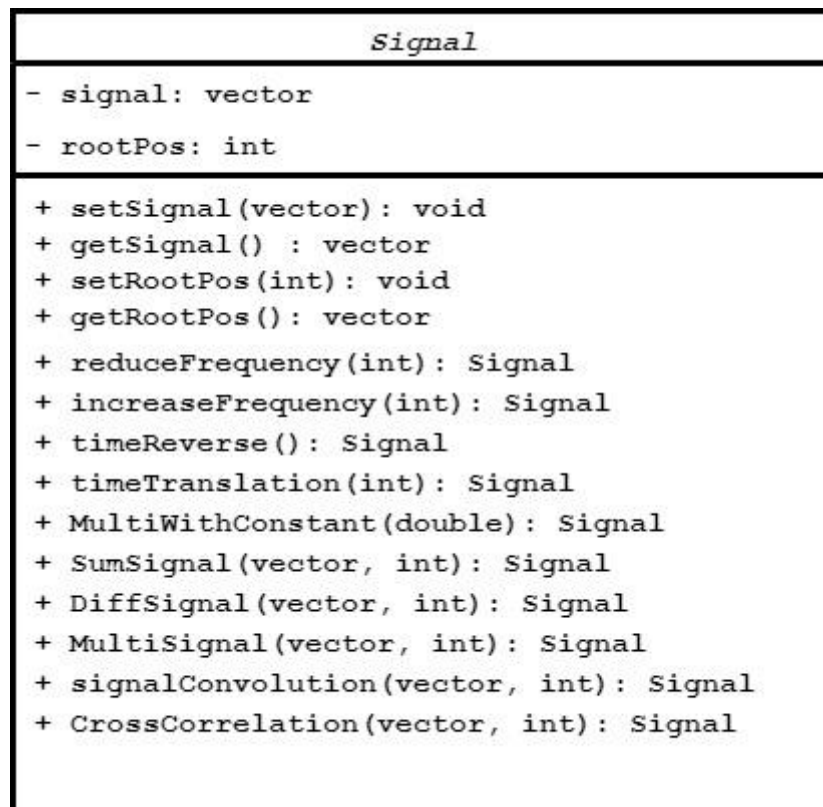 Signal
- signal: vector
- rootPos: int
+ setSignal(vector): void
+ getSignal() : vector
+ setRootPos(int): void
+ getRootPos(): vector
+ reduceFrequency(int): Signal
+ increaseFrequency(int): Signal
+ timeReverse(): Signal
+ timeTranslation(int): Signal
+ MultiWithConstant(double): Signal
+ SumSignal(vector, int): Signal
+ DiffSignal(vector, int): Signal
+ MultiSignal(vector, int): Signal
+ signalConvolution(vector, int): Signal
+ CrossCorrelation(vector, int): Signal